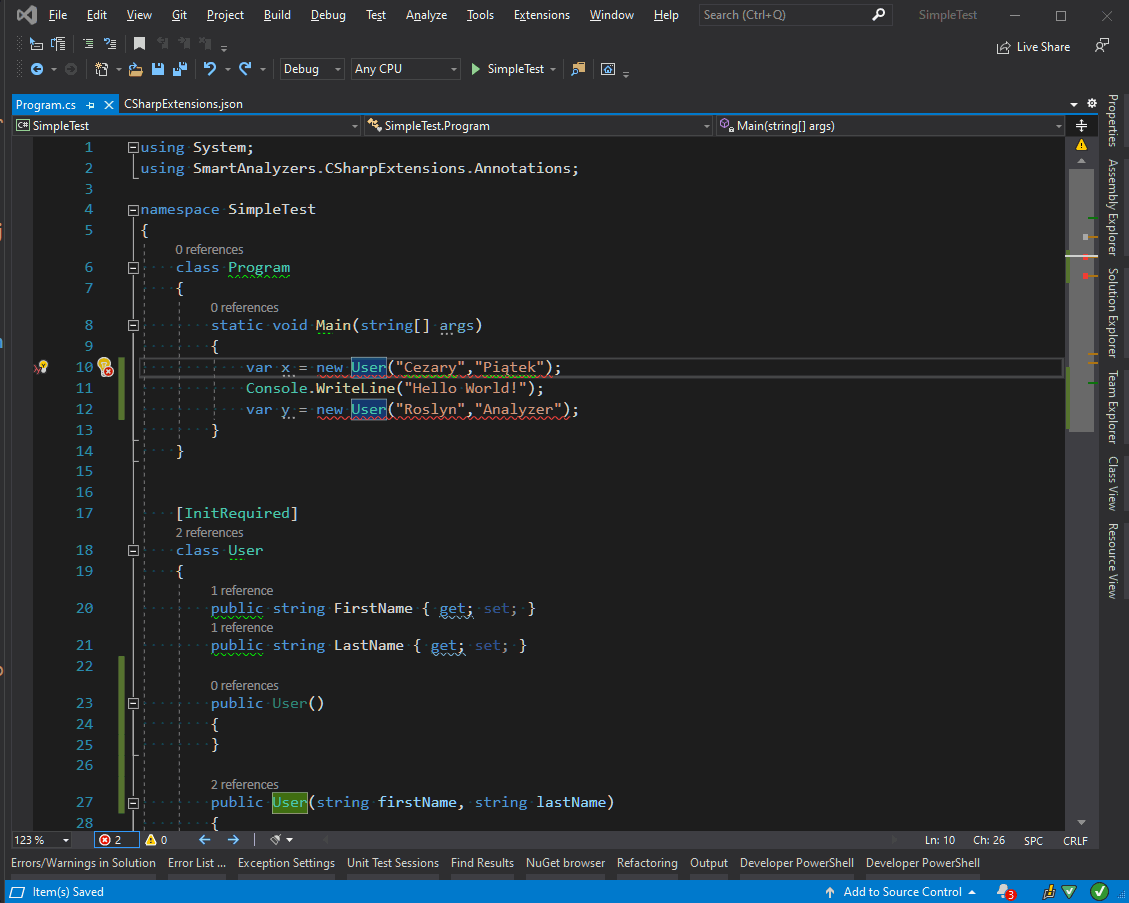 File Edit View Git Project Build Debug Test Analyze Tools Extensions Window Help Search (Ctrl+Q) SimpleTest
Live Share
Debug Any CPU SimpleTest
Program.cs CSharpExtensions.json
C# SimpleTest SimpleTest.Program Main(string[] args)
1 using System;
2 using SmartAnalyzers.CSharpExtensions.Annotations;
3
4 namespace SimpleTest
5 {
0 references
6 class Program
7 {
0 references
8 static void Main(string[] args)
9 {
10 var x = new User("Cezary","Piątek");
11 Console.WriteLine("Hello World!");
12 var y = new User("Roslyn","Analyzer");
13 }
14 }
15
16
17 [InitRequired]
2 references
18 class User
19 {
1 reference
20 public string FirstName { get; set; }
1 reference
21 public string LastName { get; set; }
22
0 references
23 public User()
24 {
25 }
26
2 references
27 public User(string firstName, string lastName)
28 {
Properties
Assembly Explorer
Solution Explorer
Team Explorer
Class View
Resource View
123 % 2 0 Ln: 10 Ch: 26 SPC CRLF
Errors/Warnings in Solution Error List ... Exception Settings Unit Test Sessions Find Results NuGet browser Refactoring Output Developer PowerShell Developer PowerShell
Item(s) Saved Add to Source Control 3